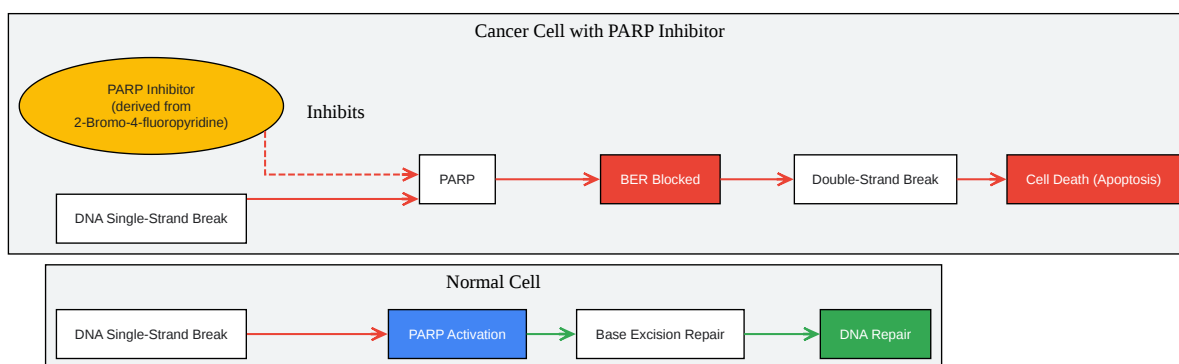 Cancer Cell with PARP Inhibitor
PARP Inhibitor
(derived from
2-Bromo-4-fluoropyridine)
Inhibits
PARP
BER Blocked
Double-Strand Break
Cell Death (Apoptosis)
DNA Single-Strand Break
Normal Cell
DNA Single-Strand Break
PARP Activation
Base Excision Repair
DNA Repair